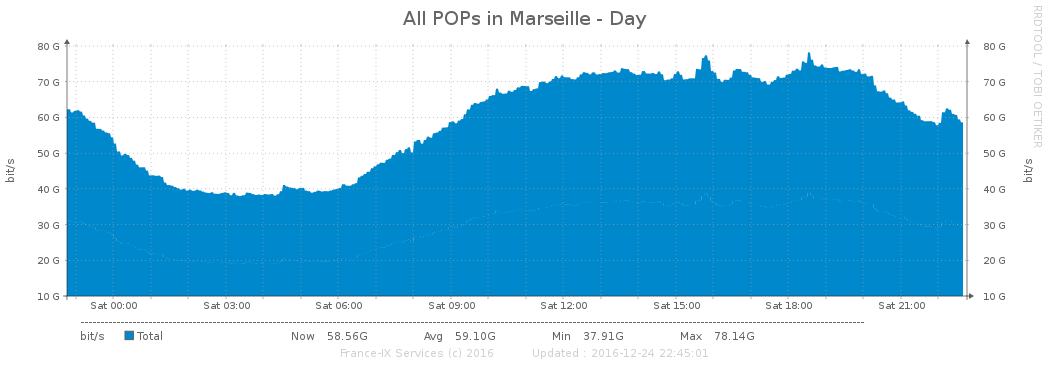 All POPs in Marseille - Day
RRDTOOL / TOBI OETIKER
80 G 80 G
70 G 70 G
60 G 60 G
50 G 50 G
40 G 40 G
30 G 30 G
20 G 20 G
10 G 10 G
bit/s
bit/s
Sat 00:00 Sat 03:00 Sat 06:00 Sat 09:00 Sat 12:00 Sat 15:00 Sat 18:00 Sat 21:00
bit/s Total Now 58.56G Avg 59.10G Min 37.91G Max 78.14G
France-IX Services (c) 2016 Updated : 2016-12-24 22:45:01